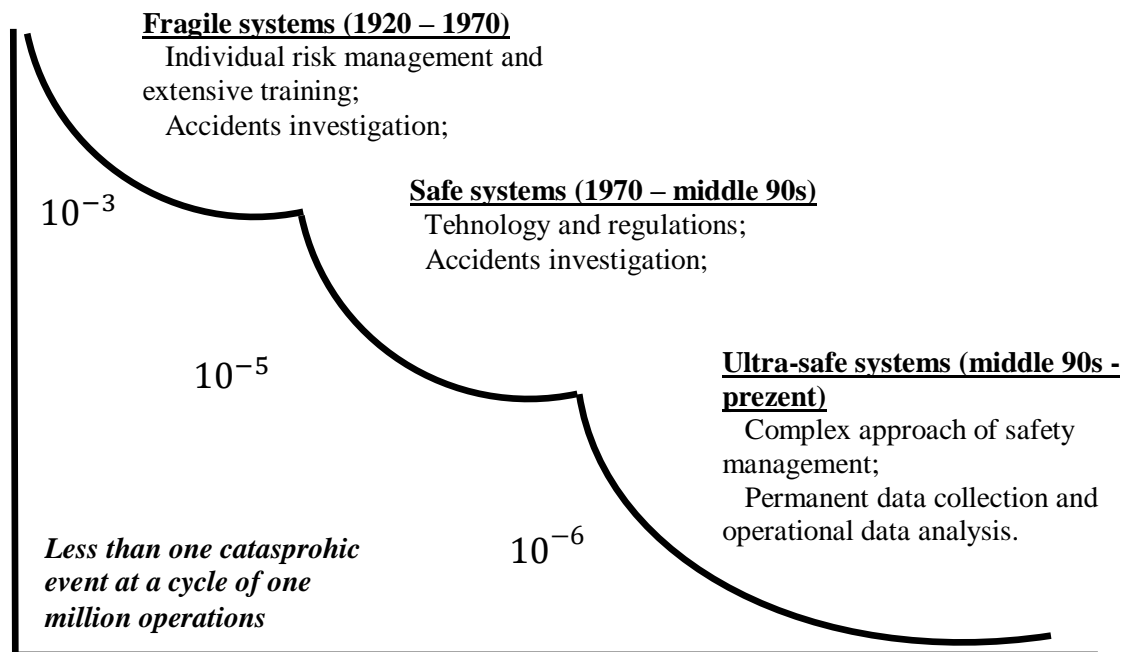 Fragile systems (1920 – 1970)
Individual risk management and
extensive training;
Accidents investigation;
10⁻³
Safe systems (1970 – middle 90s)
Tehnology and regulations;
Accidents investigation;
10⁻⁵
Ultra-safe systems (middle 90s -
prezent)
Complex approach of safety
management;
Permanent data collection and
operational data analysis.
10⁻⁶
Less than one catasprohic
event at a cycle of one
million operations